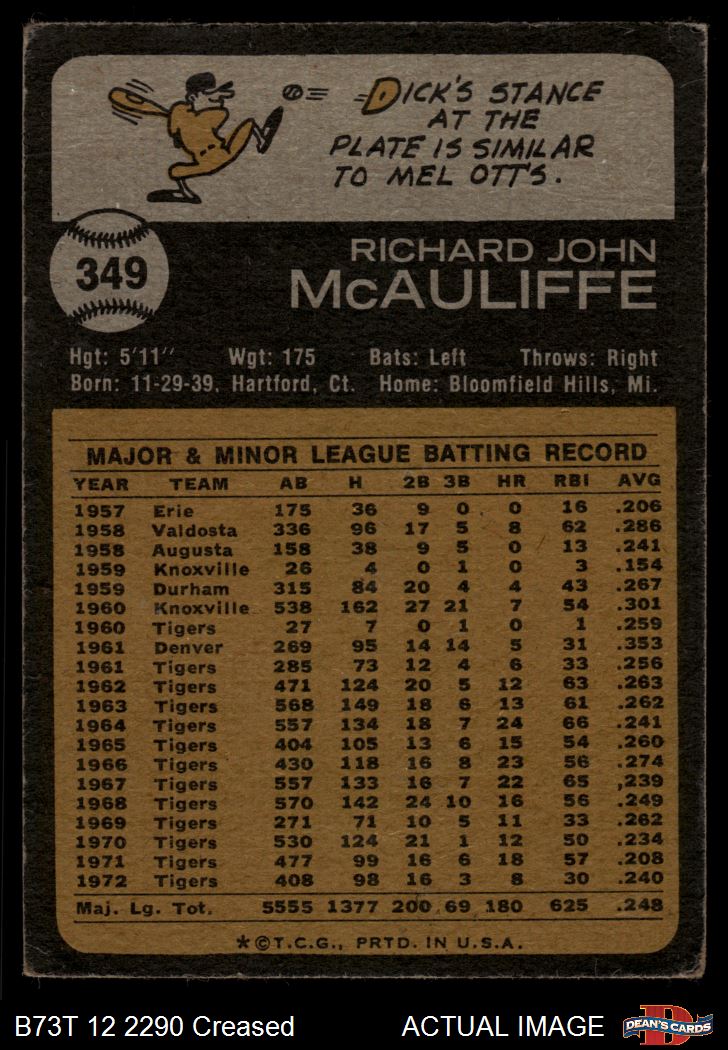 DICK'S STANCE
AT THE
PLATE IS SIMILAR
TO MEL OTT'S.
349
RICHARD JOHN
McAULIFFE
Hgt: 5'11" Wgt: 175 Bats: Left Throws: Right
Born: 11-29-39, Hartford, Ct. Home: Bloomfield Hills, Mi.
MAJOR & MINOR LEAGUE BATTING RECORD
YEAR TEAM AB H 2B 3B HR RBI AVG
1957 Erie 175 36 9 0 0 16 .206
1958 Valdosta 336 96 17 5 8 62 .286
1958 Augusta 158 38 9 5 0 13 .241
1959 Knoxville 26 4 0 1 0 3 .154
1959 Durham 315 84 20 4 4 43 .267
1960 Knoxville 538 162 27 21 7 54 .301
1960 Tigers 27 7 0 1 0 1 .259
1961 Denver 269 95 14 14 5 31 .353
1961 Tigers 285 73 12 4 6 33 .256
1962 Tigers 471 124 20 5 12 63 .263
1963 Tigers 568 149 18 6 13 61 .262
1964 Tigers 557 134 18 7 24 66 .241
1965 Tigers 404 105 13 6 15 54 .260
1966 Tigers 430 118 16 8 23 56 .274
1967 Tigers 557 133 16 7 22 65 ,239
1968 Tigers 570 142 24 10 16 56 .249
1969 Tigers 271 71 10 5 11 33 .262
1970 Tigers 530 124 21 1 12 50 .234
1971 Tigers 477 99 16 6 18 57 .208
1972 Tigers 408 98 16 3 8 30 .240
Maj. Lg. Tot. 5555 1377 200 69 180 625 .248
*©T.C.G., PRTD. IN U.S.A.
B73T 12 2290 Creased ACTUAL IMAGE
D
DEAN'S CARDS